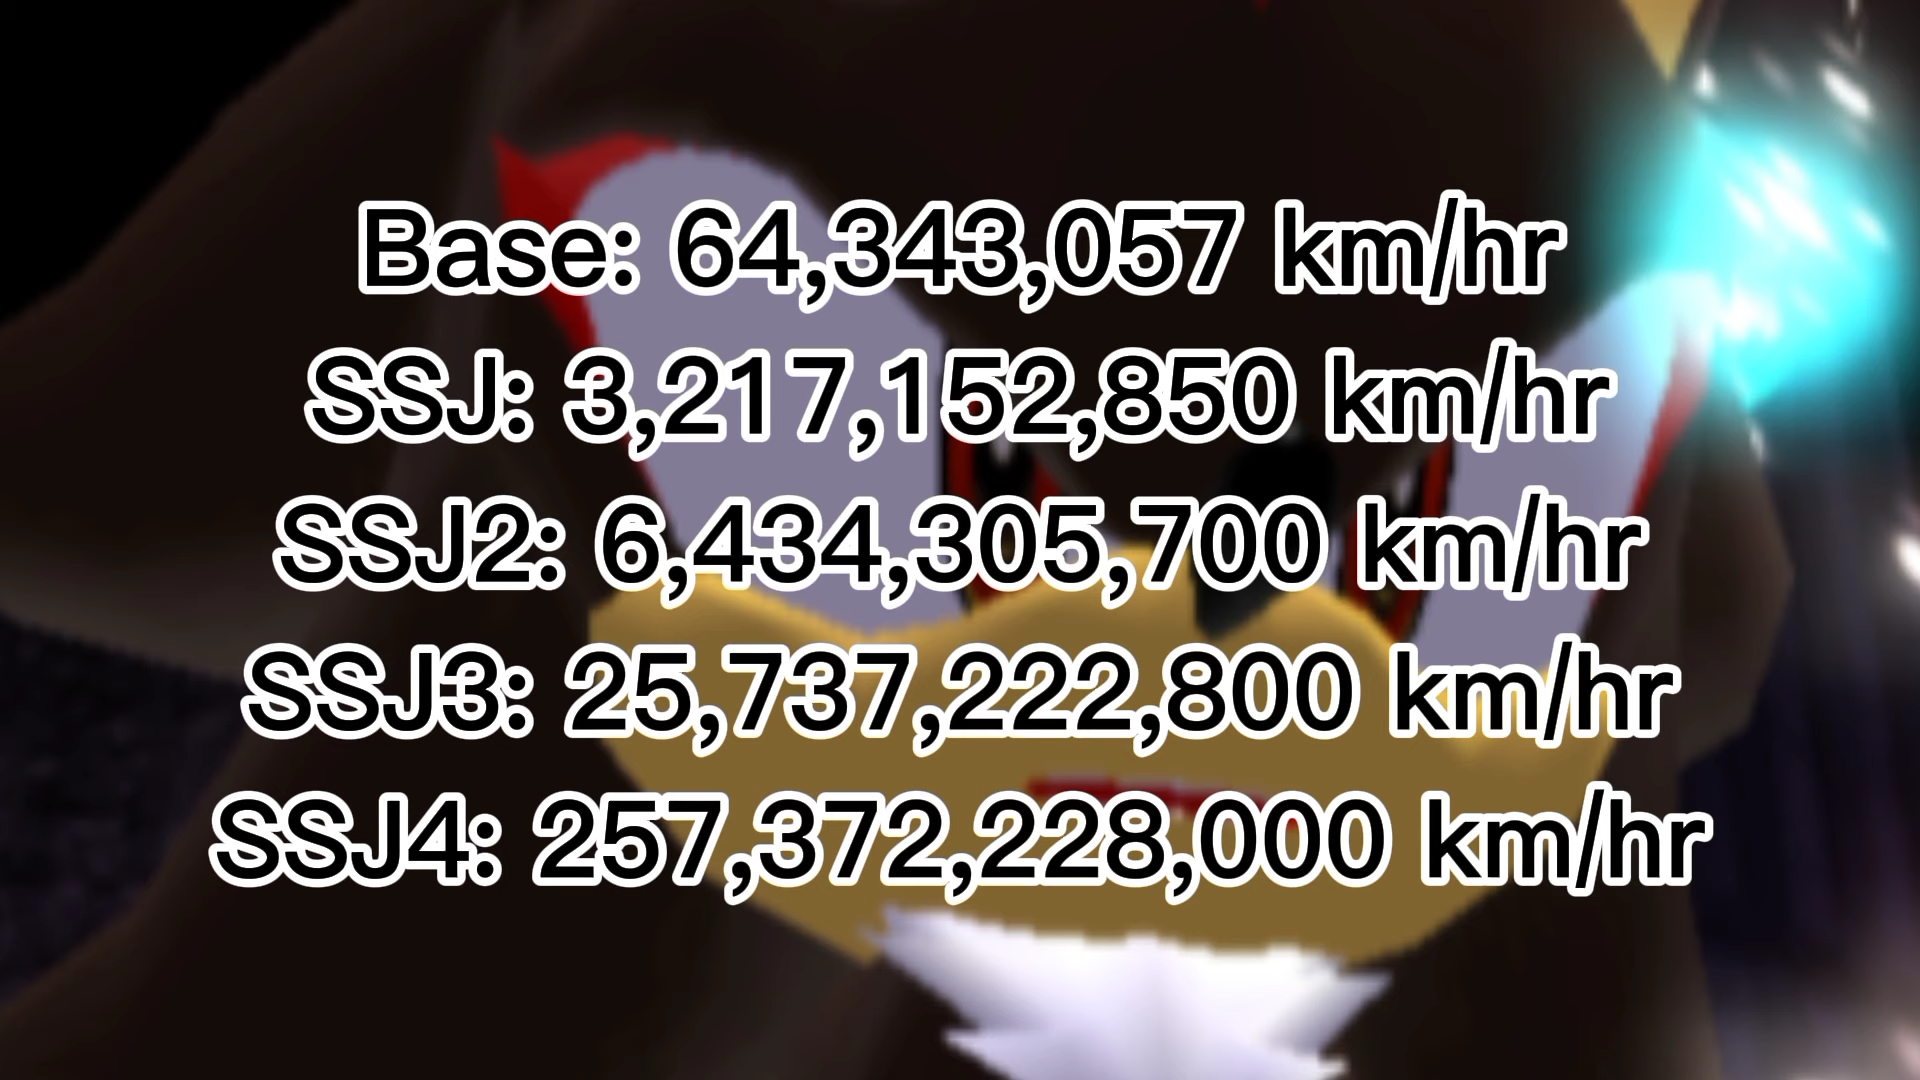 Base: 64,343,057 km/hr
SSJ: 3,217,152,850 km/hr
SSJ2: 6,434,305,700 km/hr
SSJ3: 25,737,222,800 km/hr
SSJ4: 257,372,228,000 km/hr